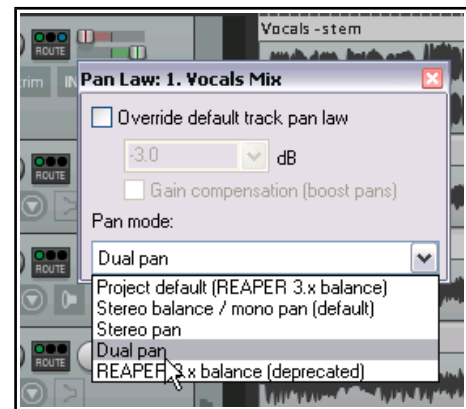 Vocals-stem
ROUTE
trim IN
Pan Law: 1. Vocals Mix
Override default track pan law
-3.0
dB
ROUTE
Gain compensation (boost pans)
Pan mode:
Dual pan
ROUTE
Project default (REAPER 3.x balance)
Stereo balance / mono pan (default)
Stereo pan
Dual pan
ROUTE
REAPER 3.x balance (deprecated)